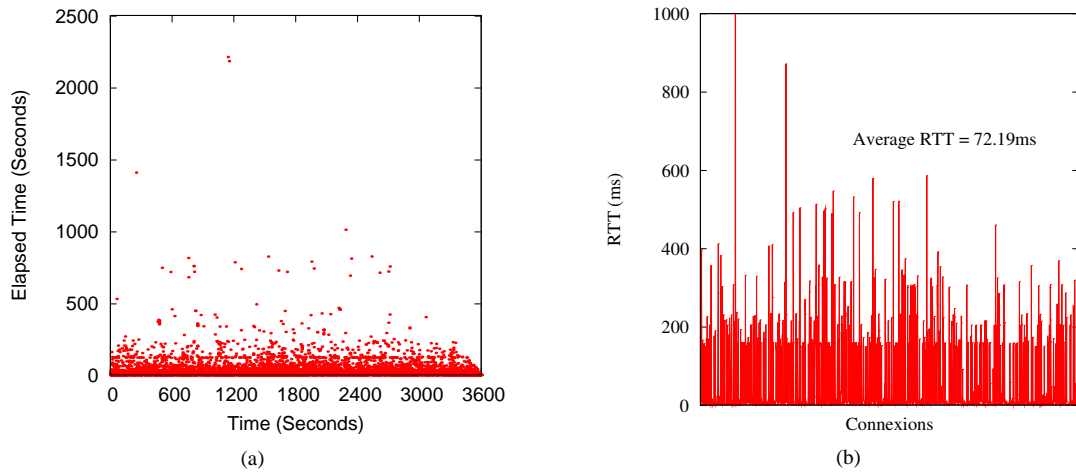 2500
2000
1500
1000
500
0
Elapsed Time (Seconds)
0 600 1200 1800 2400 3000 3600
Time (Seconds)
(a)
1000
800
600
400
200
0
RTT (ms)
Average RTT = 72.19ms
Connexions
(b)